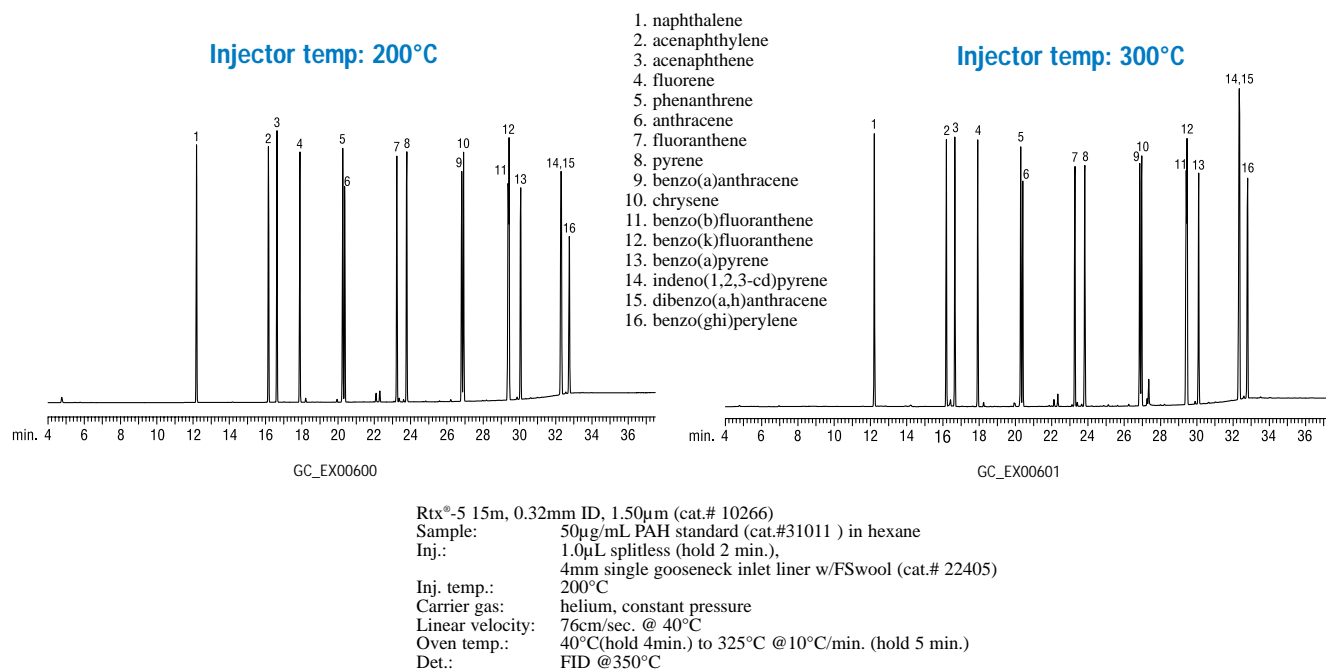 Injector temp: 200°C
1
2
3
4
5
6
7
8
9
10
11
12
13
14,15
16
min. 4 6 8 10 12 14 16 18 20 22 24 26 28 30 32 34 36
GC_EX00600
1. naphthalene
2. acenaphthylene
3. acenaphthene
4. fluorene
5. phenanthrene
6. anthracene
7. fluoranthene
8. pyrene
9. benzo(a)anthracene
10. chrysene
11. benzo(b)fluoranthene
12. benzo(k)fluoranthene
13. benzo(a)pyrene
14. indeno(1,2,3-cd)pyrene
15. dibenzo(a,h)anthracene
16. benzo(ghi)perylene
Injector temp: 300°C
1
2
3
4
5
6
7
8
9
10
11
12
13
14,15
16
min. 4 6 8 10 12 14 16 18 20 22 24 26 28 30 32 34 36
GC_EX00601
Rtx®-5 15m, 0.32mm ID, 1.50µm (cat.# 10266)
Sample: 50µg/mL PAH standard (cat.#31011 ) in hexane
Inj.: 1.0µL splitless (hold 2 min.),
4mm single gooseneck inlet liner w/FSwool (cat.# 22405)
Inj. temp.: 200°C
Carrier gas: helium, constant pressure
Linear velocity: 76cm/sec. @ 40°C
Oven temp.: 40°C(hold 4min.) to 325°C @10°C/min. (hold 5 min.)
Det.: FID @350°C